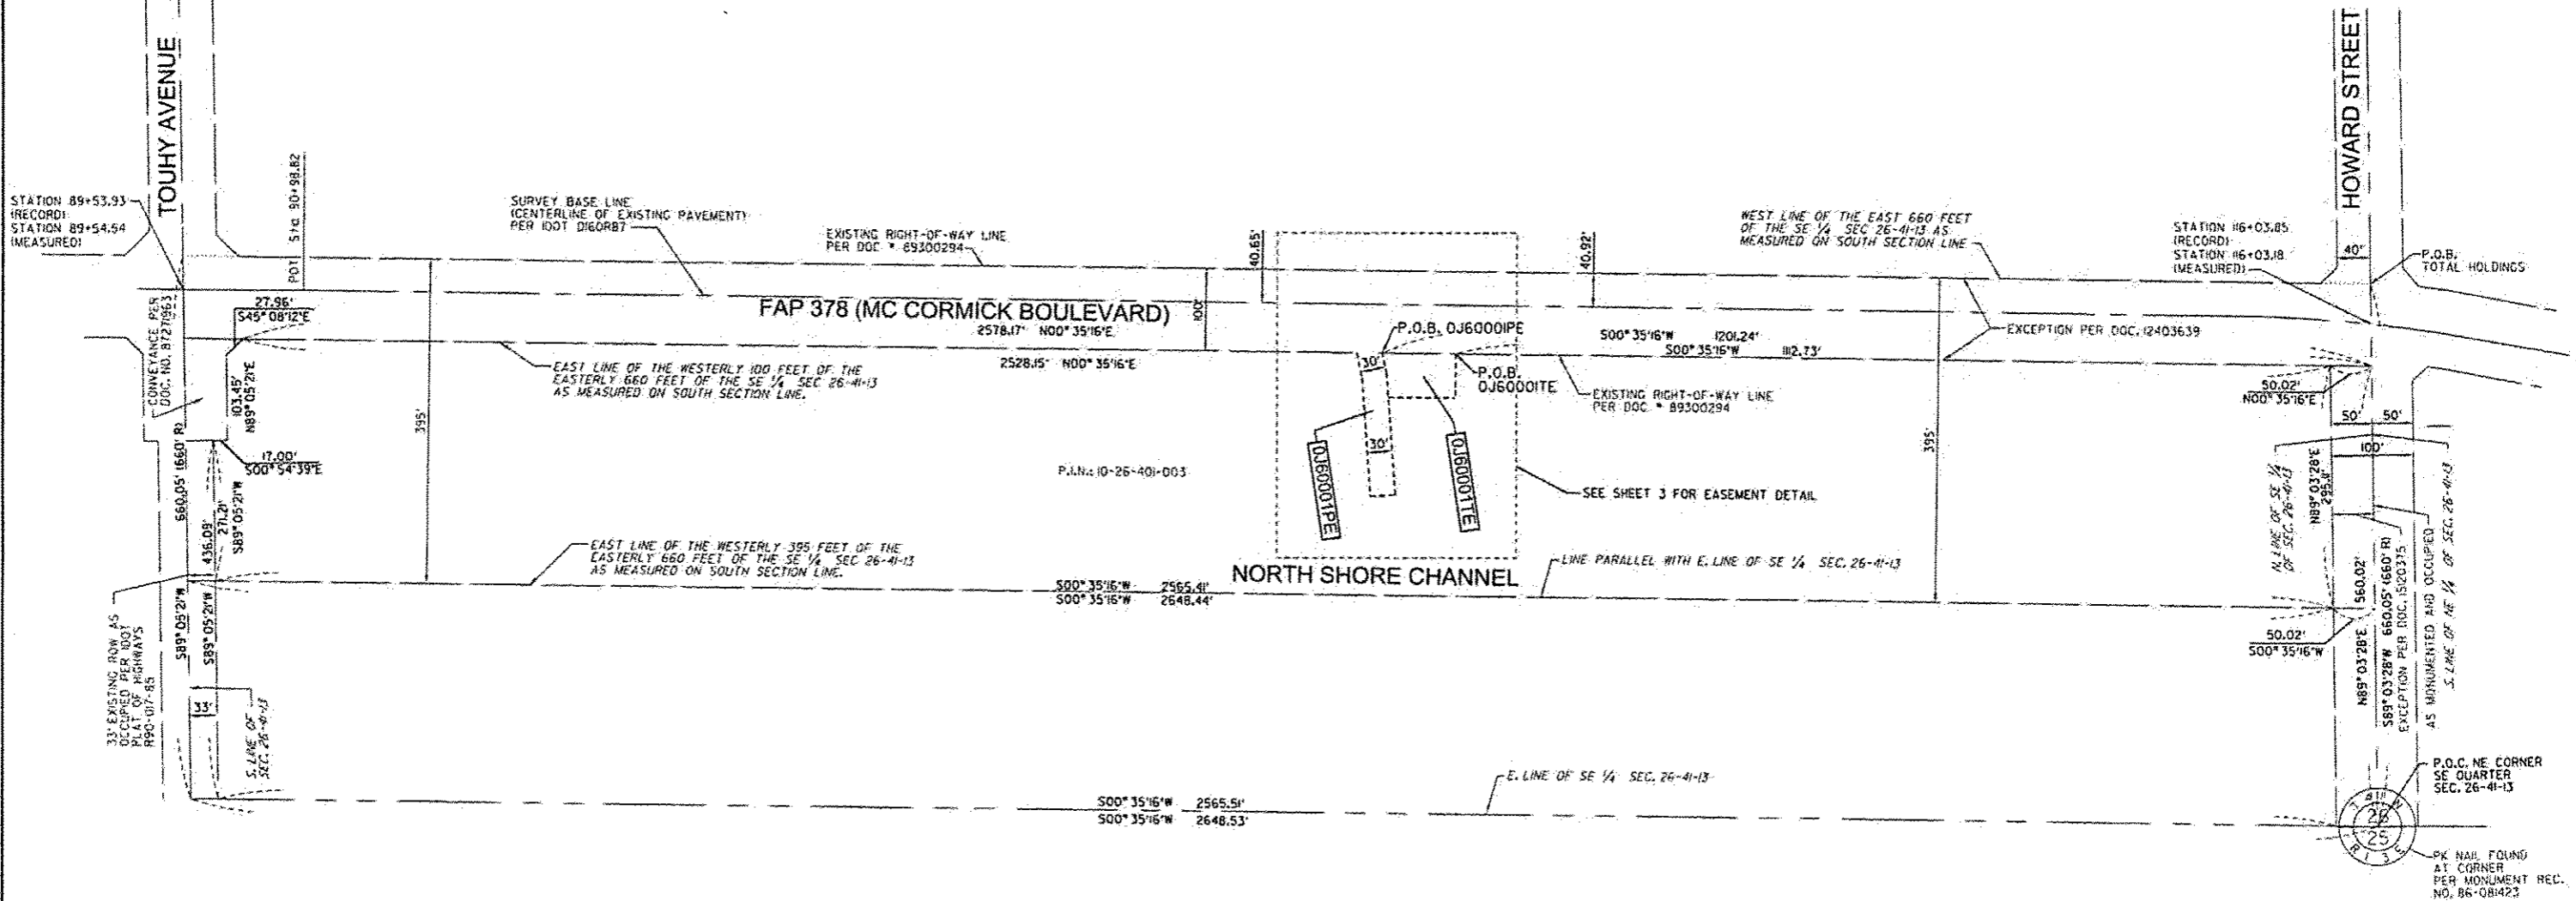 TOUHY AVENUE
HOWARD STREET
STATION 89+53.93
(RECORD)
STATION 89+54.54
(MEASURED)
POT Sta 90+98.82
SURVEY BASE LINE
(CENTERLINE OF EXISTING PAVEMENT)
PER IDOT D160R87
EXISTING RIGHT-OF-WAY LINE
PER DOC. # 89300294
40.65'
40.92'
WEST LINE OF THE EAST 660 FEET
OF THE SE 1/4 SEC 26-41-13 AS
MEASURED ON SOUTH SECTION LINE
STATION 116+03.85
(RECORD)
STATION 116+03.18
(MEASURED)
40'
P.O.B.
TOTAL HOLDINGS
CONVEYANCE PER
DOC. NO. 87271963
27.96'
S45° 08'12"E
FAP 378 (MC CORMICK BOULEVARD)
2578.17' N00° 35'16"E
100'
2528.15' N00° 35'16"E
P.O.B. 0J60001PE
S00° 35'16"W 1201.24'
S00° 35'16"W 1112.73'
EXCEPTION PER DOC. 12403639
EAST LINE OF THE WESTERLY 100 FEET OF THE
EASTERLY 660 FEET OF THE SE 1/4 SEC 26-41-13
AS MEASURED ON SOUTH SECTION LINE.
103.45'
N89° 05'21"E
30'
P.O.B.
0J60001TE
EXISTING RIGHT-OF-WAY LINE
PER DOC. # 89300294
50.02'
N00° 35'16"E
50' 50'
100'
395'
395'
17.00'
S00° 54'39"E
660.05' (660' R)
436.09'
271.21'
S89° 05'21"W
P.I.N.: 10-26-401-003
30'
0J60001PE
0J60001TE
SEE SHEET 3 FOR EASEMENT DETAIL
N. LINE OF SE 1/4
OF SEC. 26-41-13
N89° 03'28"E
295.11'
EAST LINE OF THE WESTERLY 395 FEET OF THE
EASTERLY 660 FEET OF THE SE 1/4 SEC 26-41-13
AS MEASURED ON SOUTH SECTION LINE.
NORTH SHORE CHANNEL
LINE PARALLEL WITH E. LINE OF SE 1/4 SEC. 26-41-13
S00° 35'16"W 2565.41'
S00° 35'16"W 2648.44'
33' EXISTING ROW AS
OCCUPIED PER IDOT
PLAT OF HIGHWAYS
R90-017-85
S89° 05'21"W
S89° 05'21"W
33'
S. LINE OF
SEC. 26-41-13
50.02'
S00° 35'16"W
N89° 03'28"E 560.02'
S89° 03'28"W 660.05' (660' R)
EXCEPTION PER DOC. 1520375
AS MONUMENTED AND OCCUPIED
S. LINE OF NE 1/4 OF SEC. 26-41-13
E. LINE OF SE 1/4 SEC. 26-41-13
S00° 35'16"W 2565.51'
S00° 35'16"W 2648.53'
P.O.C. NE CORNER
SE QUARTER
SEC. 26-41-13
T 41 N
26
25
R 13 E
PK NAIL FOUND
AT CORNER
PER MONUMENT REC.
NO. 86-081423